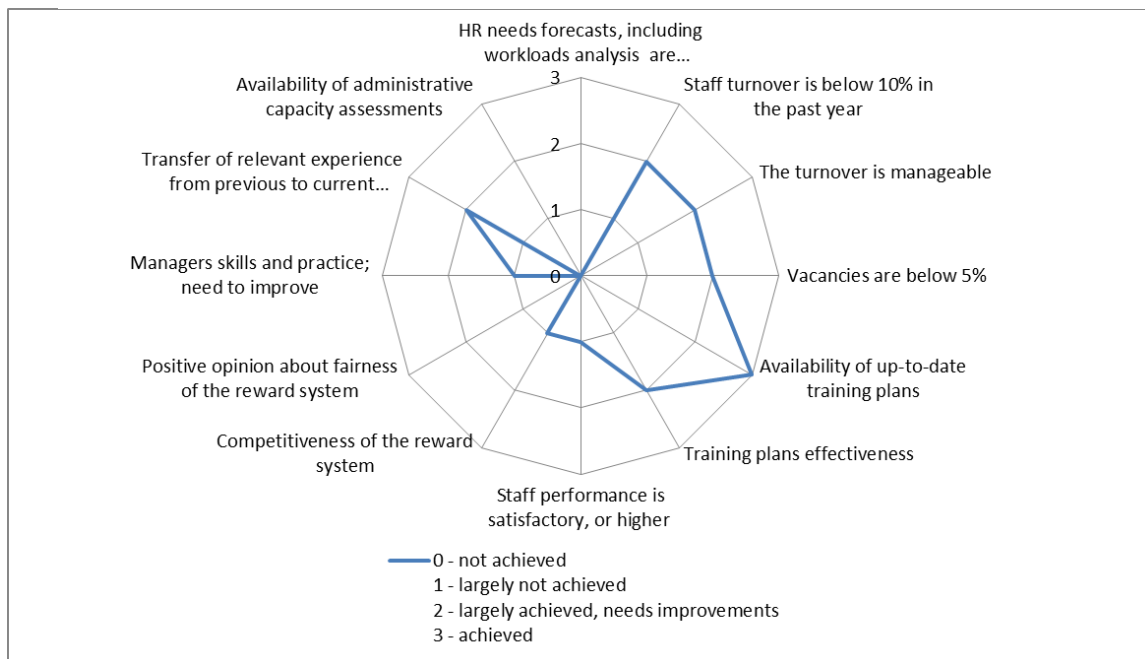 HR needs forecasts, including
workloads analysis are...
Staff turnover is below 10% in
the past year
The turnover is manageable
Vacancies are below 5%
Availability of up-to-date
training plans
Training plans effectiveness
Staff performance is
satisfactory, or higher
Competitiveness of the reward
system
Positive opinion about fairness
of the reward system
Managers skills and practice;
need to improve
Transfer of relevant experience
from previous to current...
Availability of administrative
capacity assessments
3
2
1
0
0 - not achieved
1 - largely not achieved
2 - largely achieved, needs improvements
3 - achieved